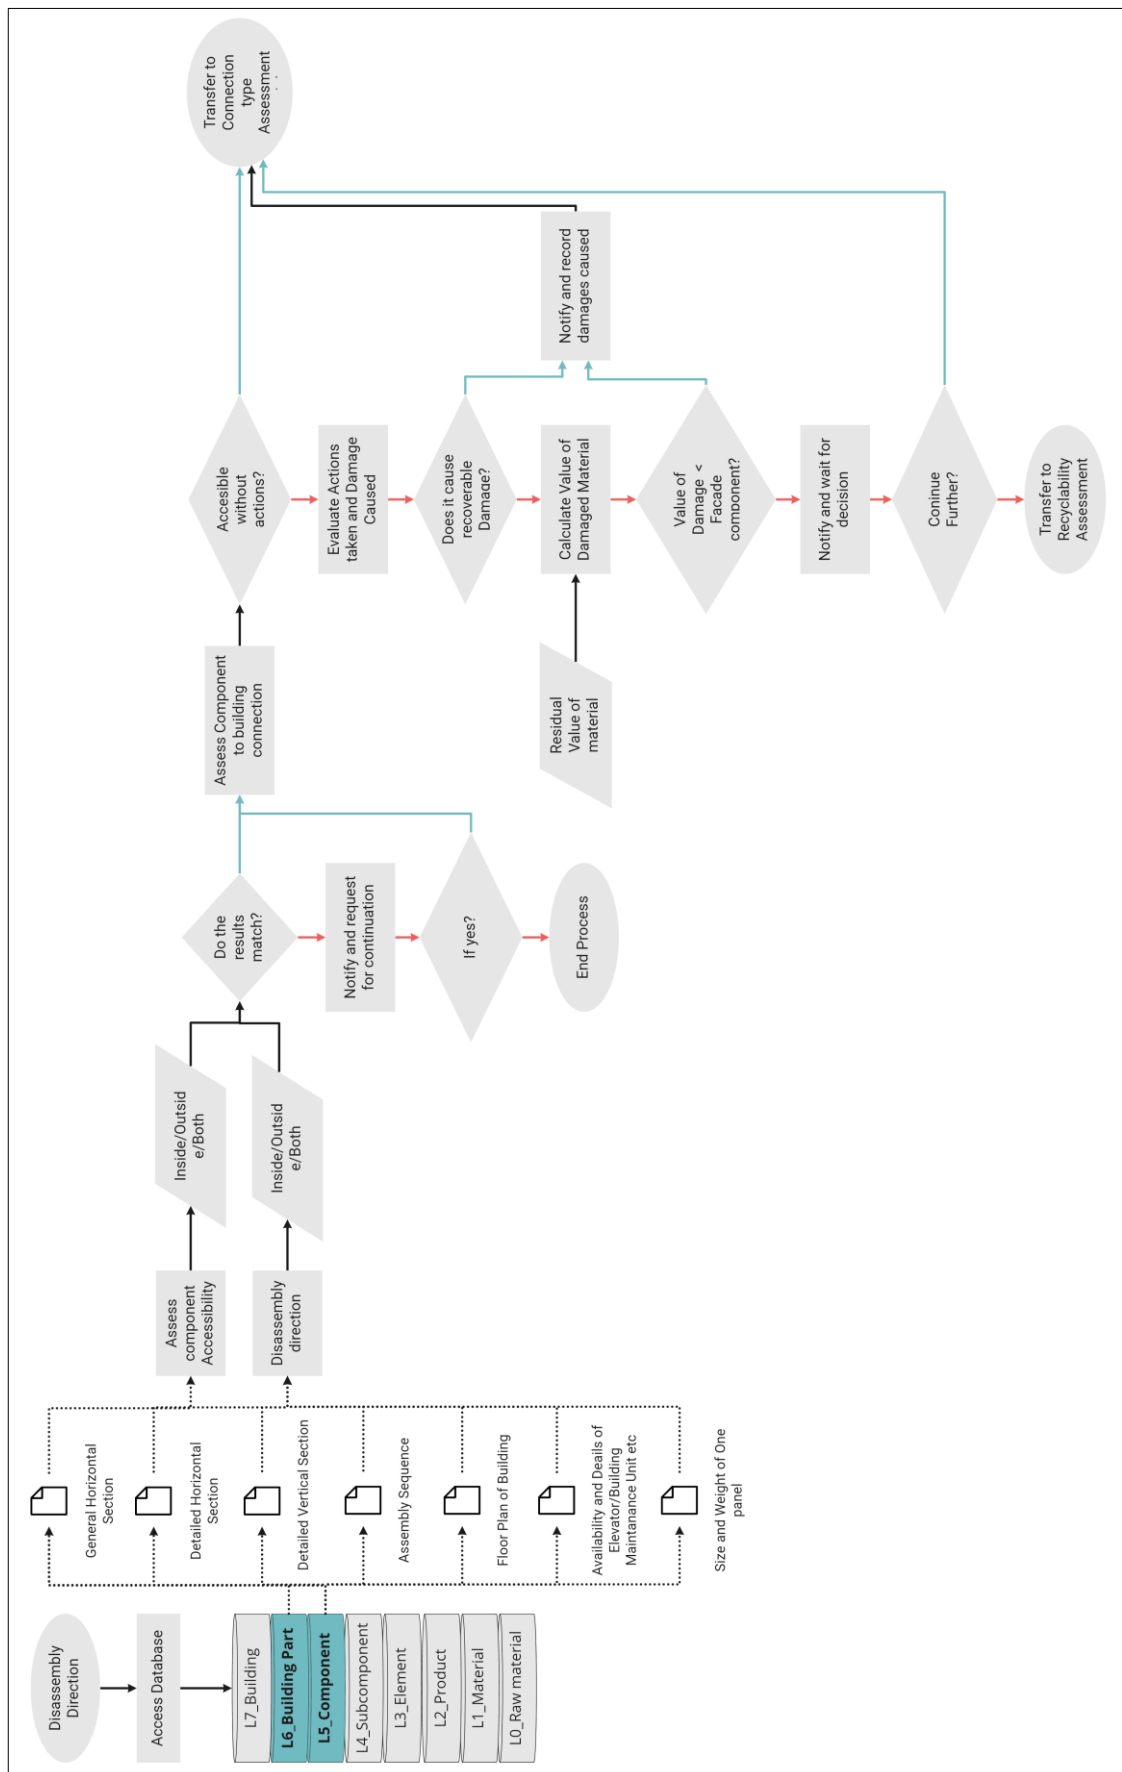 Disassembly
Direction
Access Database
L7_Building
L6_Building Part
L5_Component
L4_Subcomponent
L3_Element
L2_Product
L1_Material
L0_Raw material
General Horizontal
Section
Detailed Horizontal
Section
Detailed Vertical Section
Assembly Sequence
Floor Plan of Building
Availability and Deails of
Elevator/Building
Maintanance Unit etc
Size and Weight of One
panel
Assess
component
Accessibility
Disassembly
direction
Inside/Outsid
e/Both
Inside/Outsid
e/Both
Do the
results
match?
Notify and request
for continuation
If yes?
End Process
Assess Component
to building
connection
Accesible
without
actions?
Evaluate Actions
taken and Damage
Caused
Does it cause
recoverable
Damage?
Residual
Value of
material
Calculate Value of
Damaged Material
Value of
Damage <
Facade
component?
Notify and wait for
decision
Coninue
Further?
Transfer to
Recyclability
Assessment
Notify and record
damages caused
Transfer to
Connection
type
Assessment